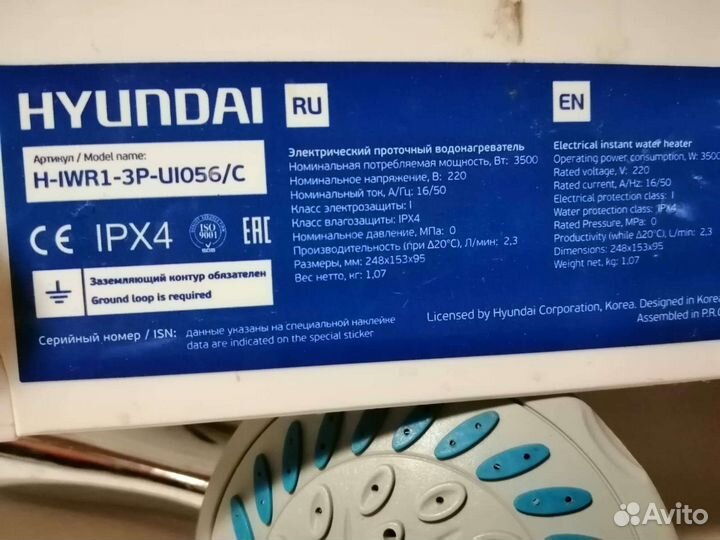 HYUNDAI
Артикул / Model name:
H-IWR1-3P-UI056/C
CE IPX4 ISO 9001 EAC
Заземляющий контур обязателен
Ground loop is required
Серийный номер / ISN: данные указаны на специальной наклейке
data are indicated on the special sticker
RU
Электрический проточный водонагреватель
Номинальная потребляемая мощность, Вт: 3500
Номинальное напряжение, В: 220
Номинальный ток, А/Гц: 16/50
Класс электрозащиты: I
Класс влагозащиты: IPX4
Номинальное давление, МПа: 0
Производительность (при Δ20°C), Л/мин: 2,3
Размеры, мм: 248x153x95
Вес нетто, кг: 1,07
EN
Electrical instant water heater
Operating power consumption, W: 3500
Rated voltage, V: 220
Rated current, A/Hz: 16/50
Electrical protection class: I
Water protection class: IPX4
Rated Pressure, MPa: 0
Productivity (while Δ20°C), L/min: 2,3
Dimensions: 248x153x95
Weight net, kg: 1,07
Licensed by Hyundai Corporation, Korea. Designed in Korea
Assembled in P.R.C
Avito